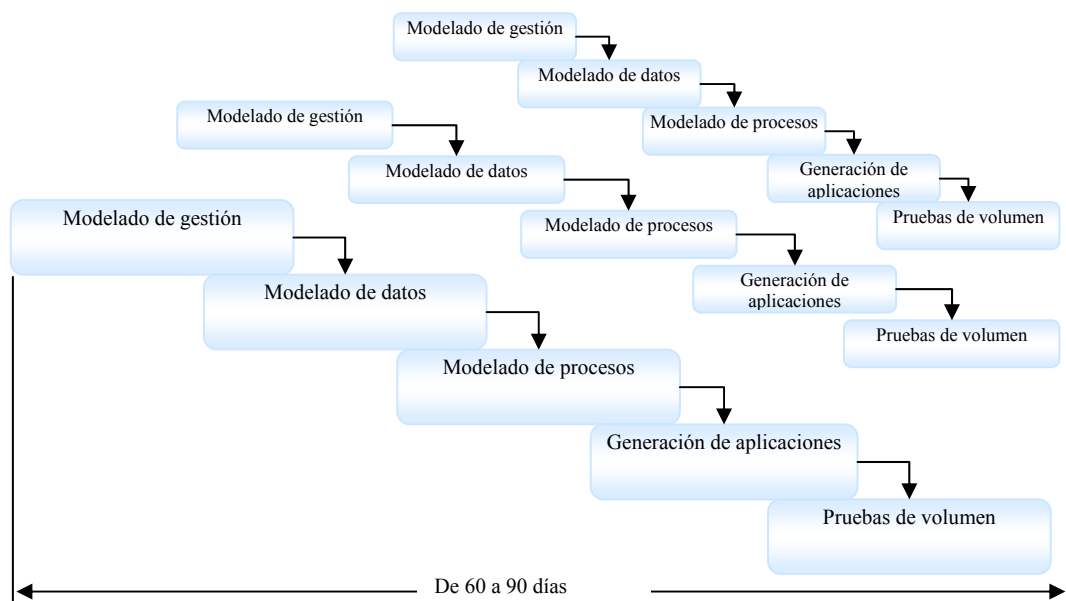 Modelado de gestión
Modelado de datos
Modelado de procesos
Generación de
aplicaciones
Pruebas de volumen
Modelado de gestión
Modelado de datos
Modelado de procesos
Generación de
aplicaciones
Pruebas de volumen
Modelado de gestión
Modelado de datos
Modelado de procesos
Generación de aplicaciones
Pruebas de volumen
De 60 a 90 días